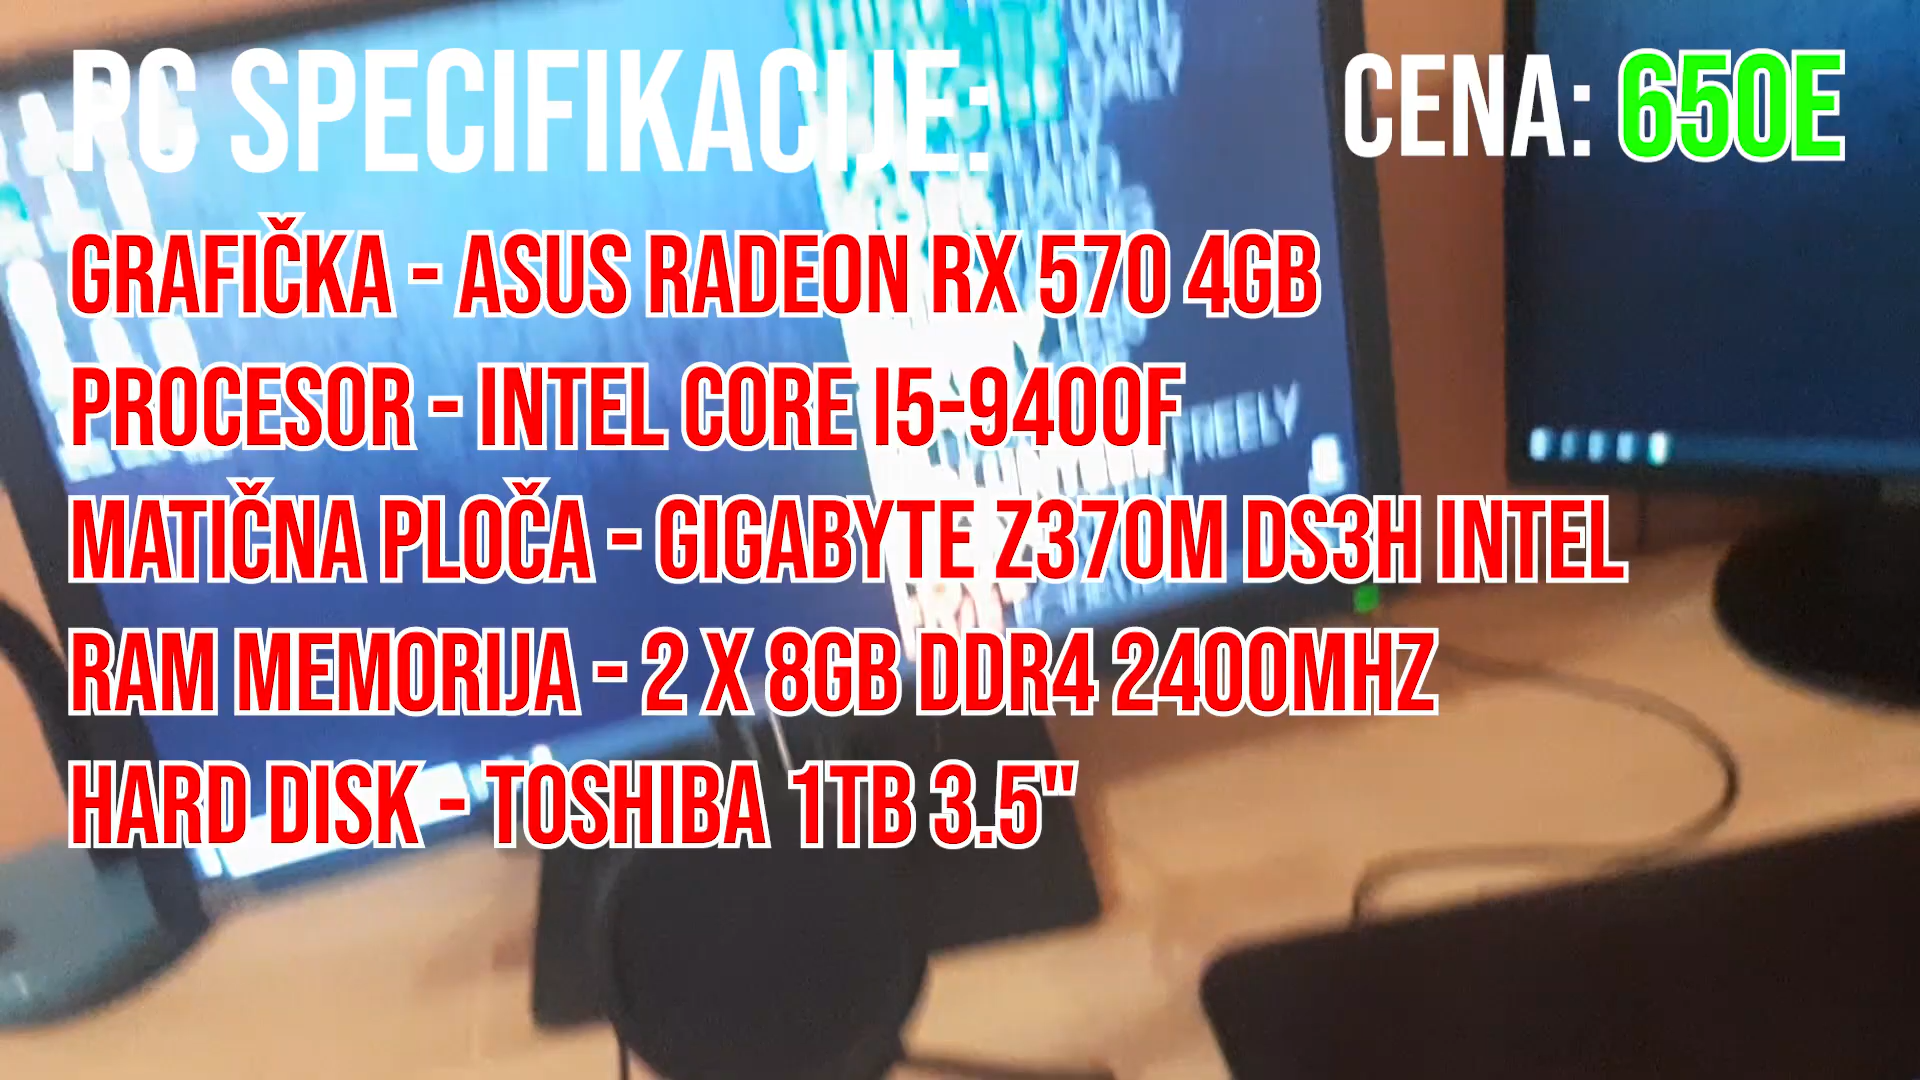 PC SPECIFIKACIJE:
CENA: 650E
GRAFIČKA - ASUS RADEON RX 570 4GB
PROCESOR - INTEL CORE I5-9400F
MATIČNA PLOČA - GIGABYTE Z370M DS3H INTEL
RAM MEMORIJA - 2 X 8GB DDR4 2400MHZ
HARD DISK - TOSHIBA 1TB 3.5"
FREELY